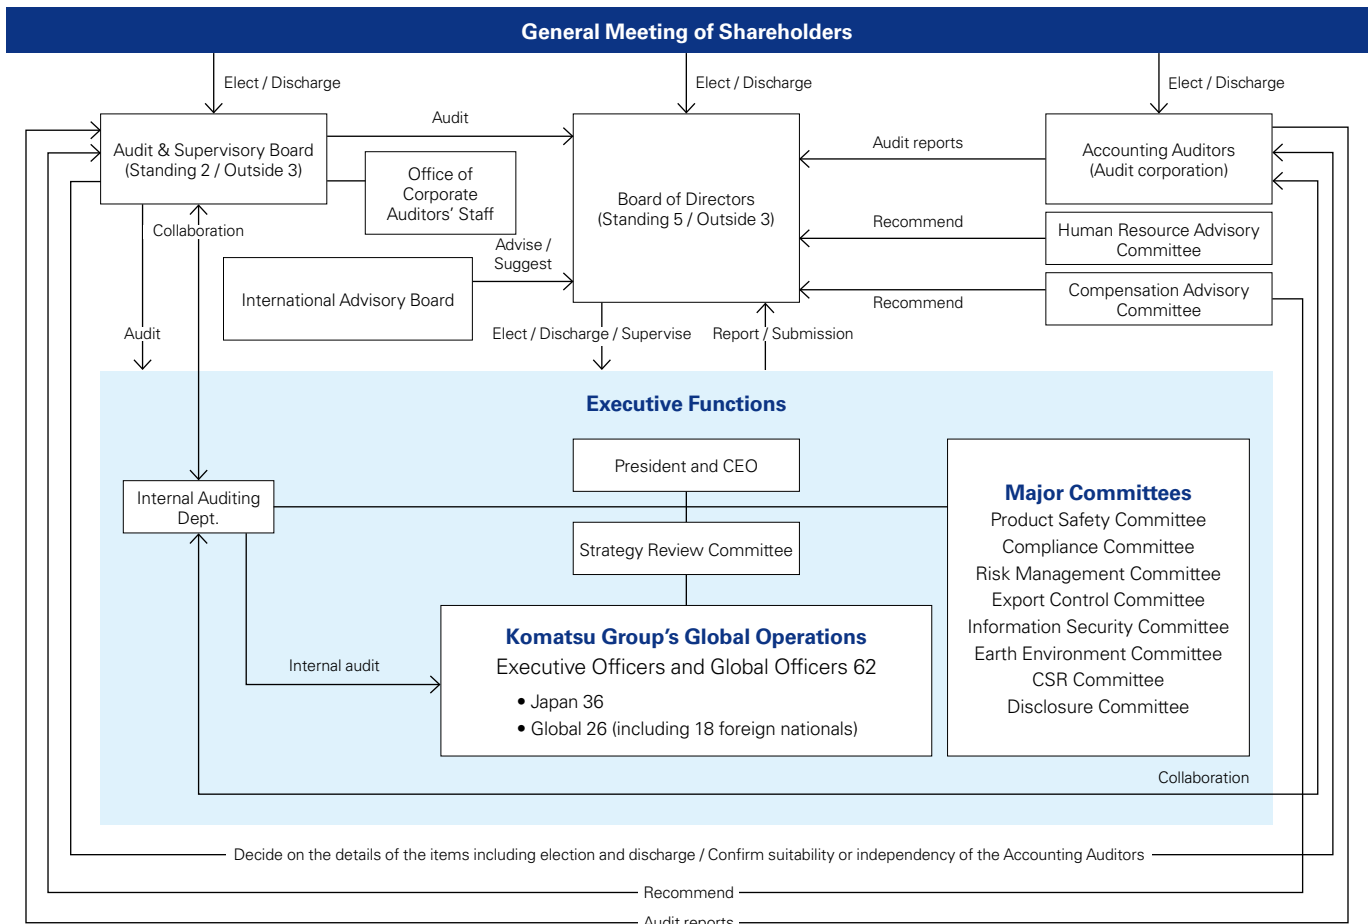 General Meeting of Shareholders
Elect / Discharge
Elect / Discharge
Elect / Discharge
Audit & Supervisory Board
(Standing 2 / Outside 3)
Audit
Office of
Corporate
Auditors’ Staff
Board of Directors
(Standing 5 / Outside 3)
Audit reports
Accounting Auditors
(Audit corporation)
Collaboration
Recommend
Human Resource Advisory
Committee
Advise /
Suggest
International Advisory Board
Recommend
Compensation Advisory
Committee
Audit
Elect / Discharge / Supervise
Report / Submission
Executive Functions
President and CEO
Internal Auditing
Dept.
Strategy Review Committee
Major Committees
Product Safety Committee
Compliance Committee
Risk Management Committee
Export Control Committee
Information Security Committee
Earth Environment Committee
CSR Committee
Disclosure Committee
Internal audit
Komatsu Group’s Global Operations
Executive Officers and Global Officers 62
• Japan 36
• Global 26 (including 18 foreign nationals)
Collaboration
Decide on the details of the items including election and discharge / Confirm suitability or independency of the Accounting Auditors
Recommend
Audit reports